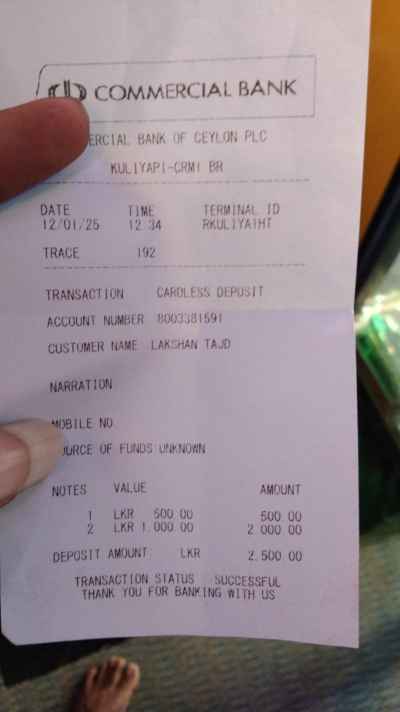 COMMERCIAL BANK
ERCIAL BANK OF CEYLON PLC
KULIYAPI-CRM1 BR
DATE TIME TERMINAL ID
12/01/25 12 34 RKULIYA1HT
TRACE 192
TRANSACTION CARDLESS DEPOSIT
ACCOUNT NUMBER 8003381591
CUSTOMER NAME LAKSHAN TAJD
NARRATION
MOBILE NO
OURCE OF FUNDS UNKNOWN
NOTES VALUE AMOUNT
1 LKR 500 00 500 00
2 LKR 1.000 00 2 000 00
DEPOSIT AMOUNT LKR 2.500 00
TRANSACTION STATUS SUCCESSFUL
THANK YOU FOR BANKING WITH US